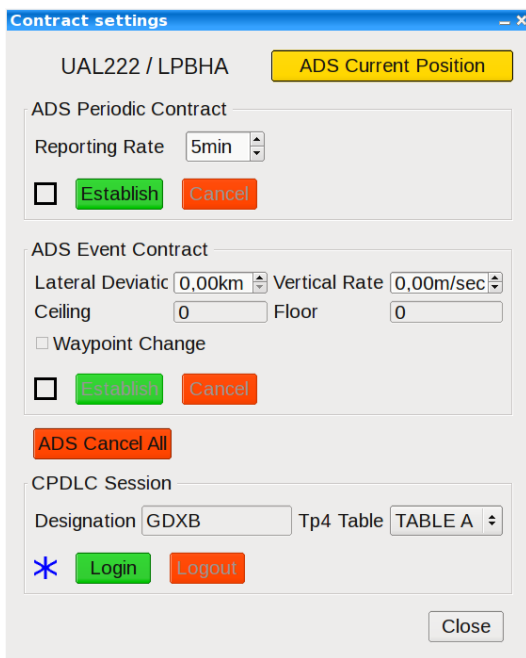 Contract settings
UAL222 / LPBHA ADS Current Position
ADS Periodic Contract
Reporting Rate 5min
Establish Cancel
ADS Event Contract
Lateral Deviatic 0,00km Vertical Rate 0,00m/sec
Ceiling 0 Floor 0
Waypoint Change
Establish Cancel
ADS Cancel All
CPDLC Session
Designation GDXB Tp4 Table TABLE A
Login Logout
Close